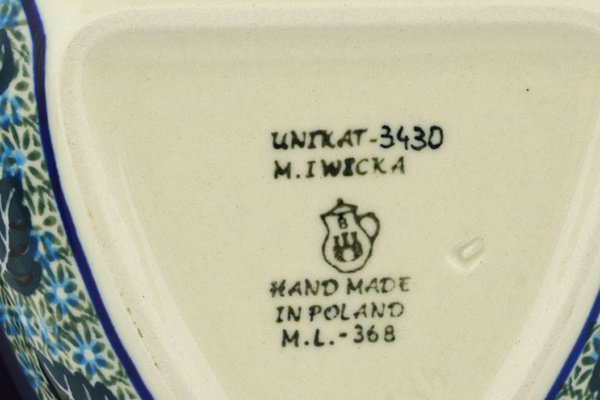 UNIKAT-3430
M.IWICKA
B
HAND MADE
IN POLAND
M.L.-368